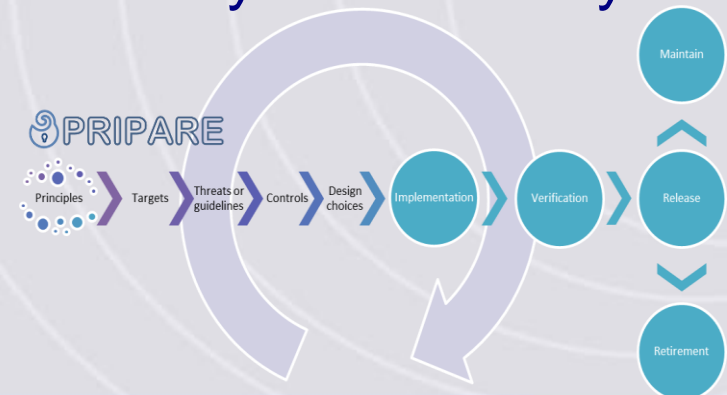 PRIPARE
Maintain
Principles
Targets
Threats or
guidelines
Controls
Design
choices
Implementation
Verification
Release
Retirement